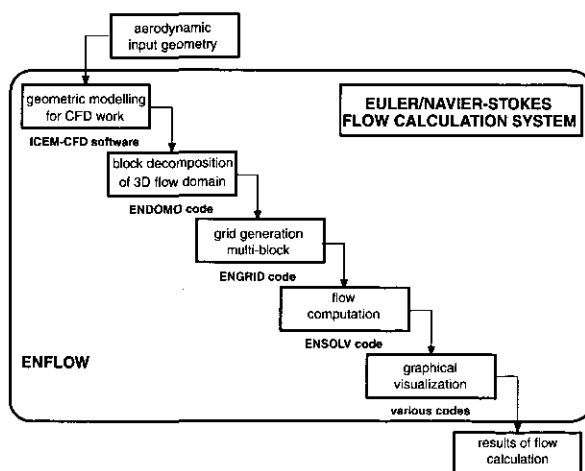 aerodynamic
input geometry
geometric modelling
for CFD work
ICEM-CFD software
EULER/NAVIER-STOKES
FLOW CALCULATION SYSTEM
block decomposition
of 3D flow domain
ENDOMO code
grid generation
multi-block
ENGRID code
flow
computation
ENSOLV code
ENFLOW
graphical
visualization
various codes
results of flow
calculation